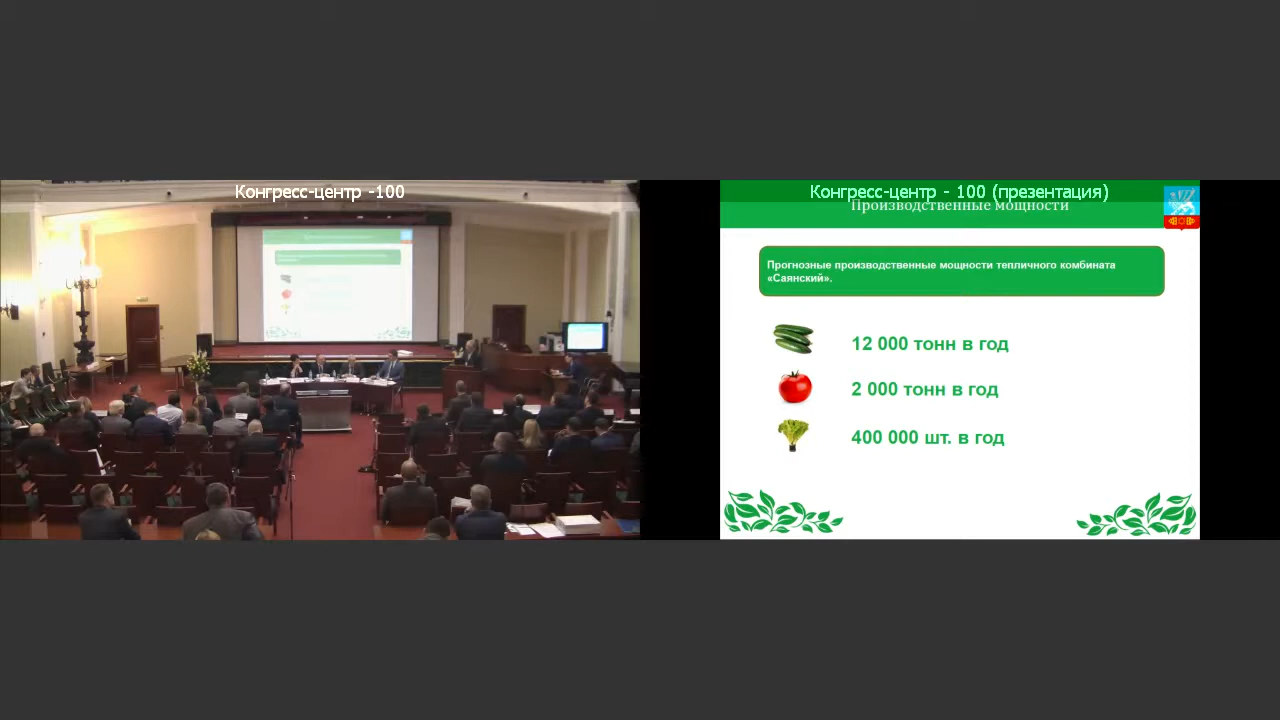 Конгресс-центр -100
Конгресс-центр - 100 (презентация)
Производственные мощности
Прогнозные производственные мощности тепличного комбината
«Саянский».
12 000 тонн в год
2 000 тонн в год
400 000 шт. в год